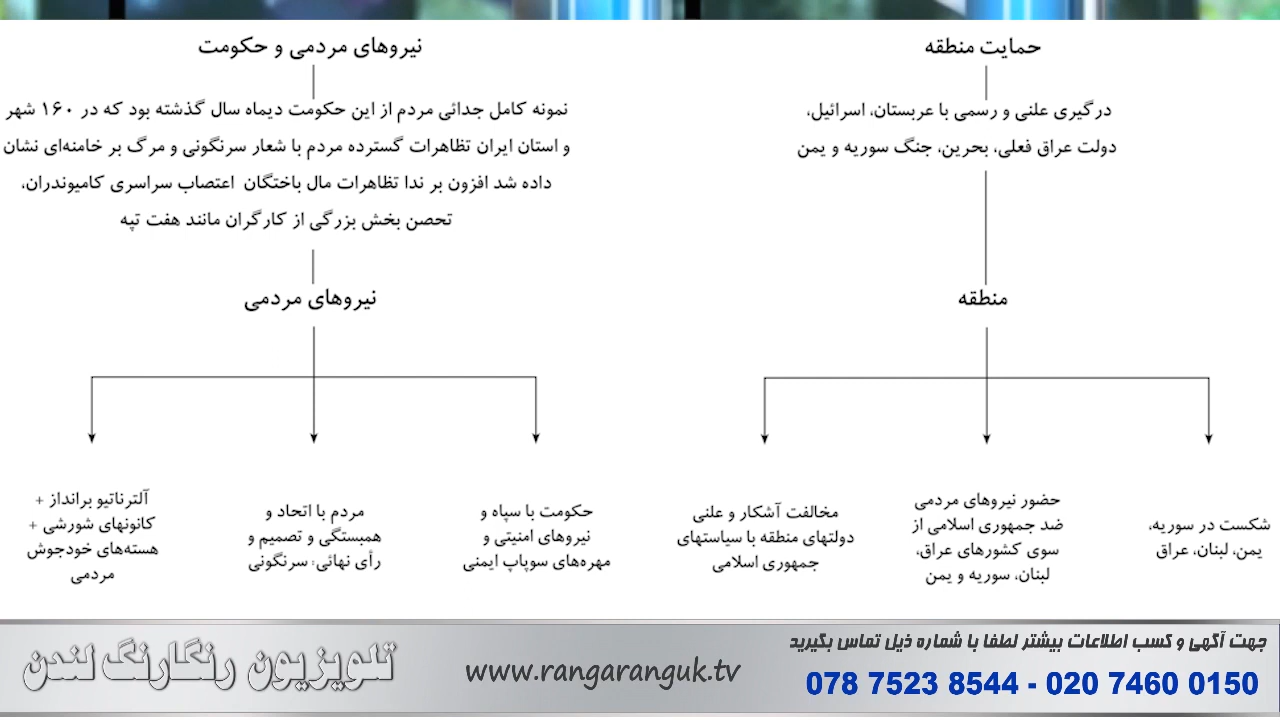 حمایت منطقه
درگیری علنی و رسمی با عربستان، اسرائیل،
دولت عراق فعلی، بحرین، جنگ سوریه و یمن
منطقه
شکست در سوریه،
یمن، لبنان، عراق
حضور نیروهای مردمی
ضد جمهوری اسلامی از
سوی کشورهای عراق،
لبنان، سوریه و یمن
مخالفت آشکار و علنی
دولتهای منطقه با سیاستهای
جمهوری اسلامی
نیروهای مردمی و حکومت
نمونه کامل جدائی مردم از این حکومت دیماه سال گذشته بود که در ۱۶۰ شهر
و استان ایران تظاهرات گسترده مردم با شعار سرنگونی و مرگ بر خامنه‌ای نشان
داده شد افزون بر ندا تظاهرات مال باختگان اعتصاب سراسری کامیوندران،
تحصن بخش بزرگی از کارگران مانند هفت تپه
نیروهای مردمی
حکومت با سپاه و
نیروهای امنیتی و
مهره‌های سوپاپ ایمنی
مردم با اتحاد و
همبستگی و تصمیم و
رأی نهائی: سرنگونی
آلترناتیو برانداز +
کانونهای شورشی +
هسته‌های خودجوش
مردمی
جهت آگهی و کسب اطلاعات بیشتر لطفا با شماره ذیل تماس بگیرید
078 7523 8544 - 020 7460 0150
www.rangaranguk.tv
تلویزیون رنگارنگ لندن